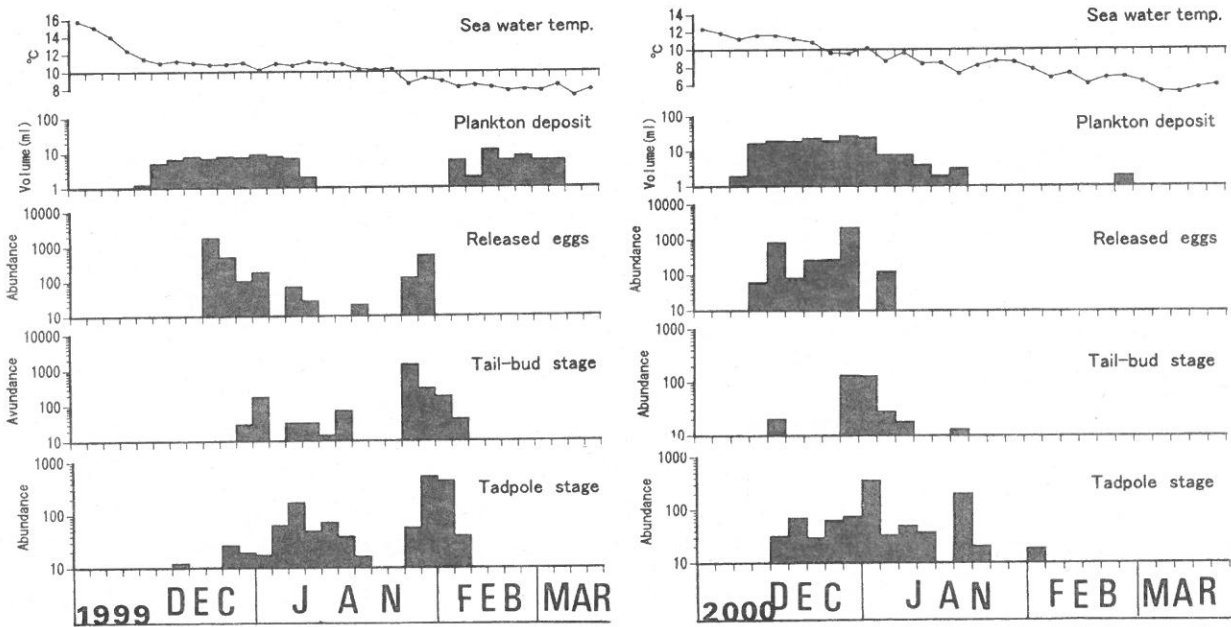 16
14
12
10
8
°C
Sea water temp.
100
10
1
Volume(ml)
Plankton deposit
10000
1000
100
10
Abundance
Released eggs
10000
1000
100
10
Avundance
Tail-bud stage
1000
100
10
Abundance
Tadpole stage
1999 DEC JAN FEB MAR
14
12
10
8
6
°C
Sea water temp.
100
10
1
Volume(ml)
Plankton deposit
10000
1000
100
10
Abundance
Released eggs
1000
100
10
Abundance
Tail-bud stage
1000
100
10
Abundance
Tadpole stage
2000 DEC JAN FEB MAR